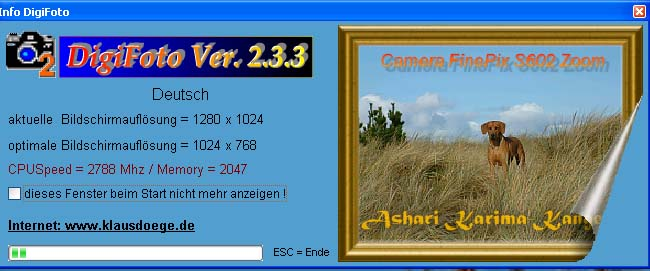 Info DigiFoto
2
DigiFoto Ver. 2.3.3
Deutsch
aktuelle Bildschirmauflösung = 1280 x 1024
optimale Bildschirmauflösung = 1024 x 768
CPUSpeed = 2788 Mhz / Memory = 2047
dieses Fenster beim Start nicht mehr anzeigen !
Internet: www.klausdoege.de
ESC = Ende
Camera FinePix S602 Zoom
Ashari Karima